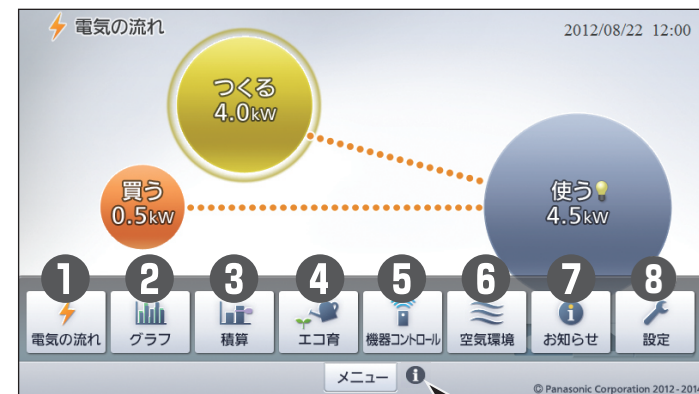 電気の流れ
2012/08/22 12:00
つくる
4.0kW
買う
0.5kW
使う
4.5kW
1 2 3 4 5 6 7 8
電気の流れ グラフ 積算 エコ育 機器コントロール 空気環境 お知らせ 設定
メニュー
© Panasonic Corporation 2012 - 2014